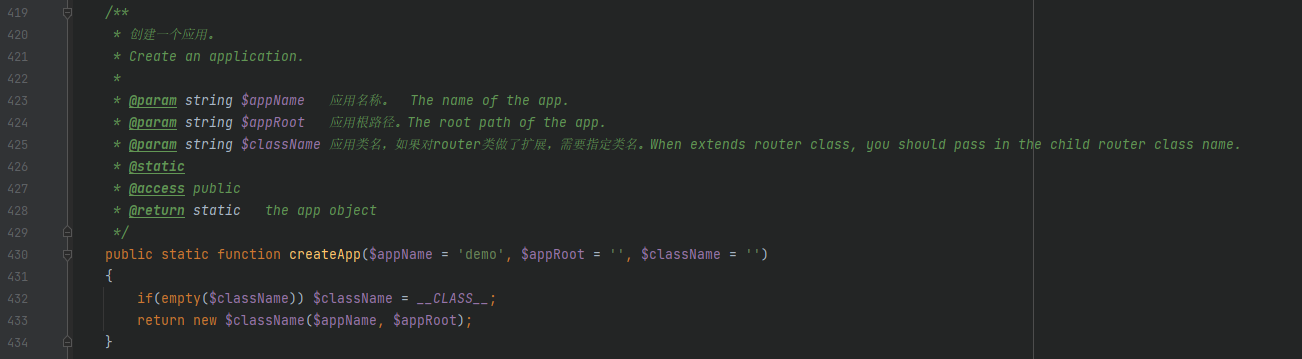 419 /**
420 * 创建一个应用.
421 * Create an application.
422 *
423 * @param string $appName 应用名称. The name of the app.
424 * @param string $appRoot 应用根路径. The root path of the app.
425 * @param string $className 应用类名,如果对router类做了扩展,需要指定类名. When extends router class, you should pass in the child router class name.
426 * @static
427 * @access public
428 * @return static the app object
429 */
430 public static function createApp($appName = 'demo', $appRoot = '', $className = '')
431 {
432 if(empty($className)) $className = __CLASS__;
433 return new $className($appName, $appRoot);
434 }